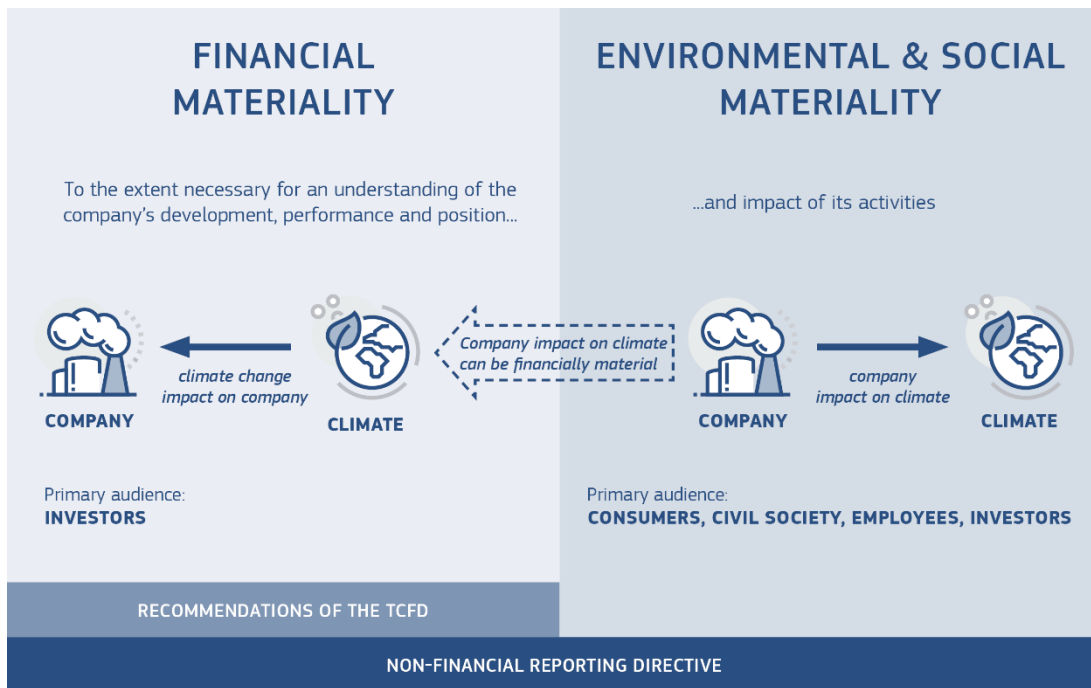 FINANCIAL
MATERIALITY
To the extent necessary for an understanding of the
company's development, performance and position...
climate change
impact on company
COMPANY
CLIMATE
Primary audience:
INVESTORS
Company impact on climate
can be financially material
ENVIRONMENTAL & SOCIAL
MATERIALITY
...and impact of its activities
company
impact on climate
COMPANY
CLIMATE
Primary audience:
CONSUMERS, CIVIL SOCIETY, EMPLOYEES, INVESTORS
RECOMMENDATIONS OF THE TCFD
NON-FINANCIAL REPORTING DIRECTIVE